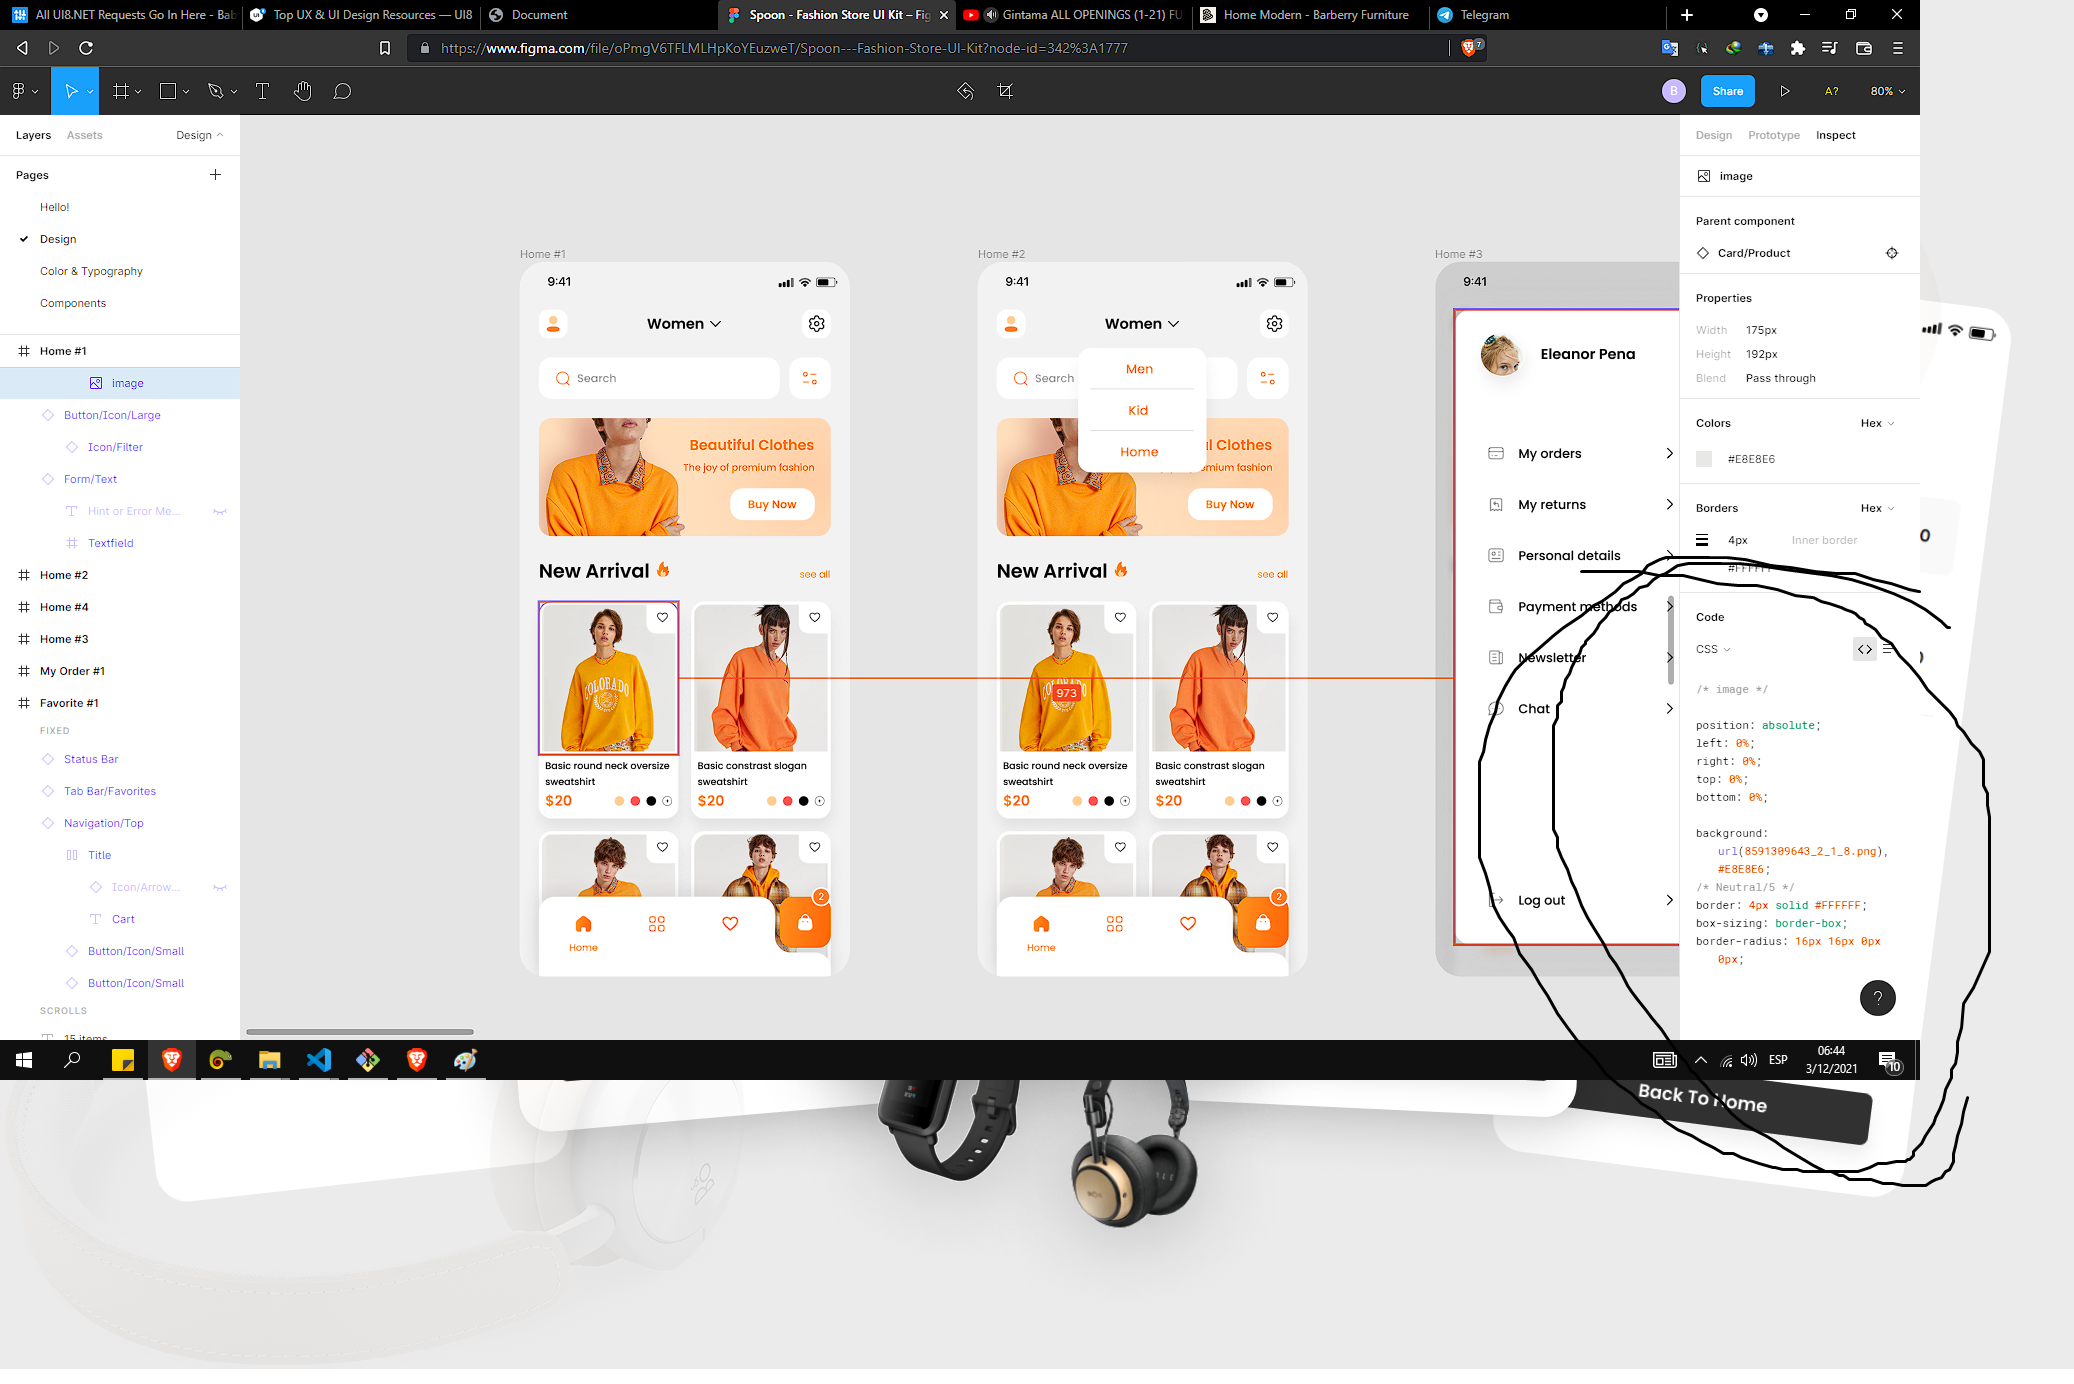 All UI8.NET Requests Go In Here - Bab
Top UX & UI Design Resources — UI8
Document
Spoon - Fashion Store UI Kit – Fig
Gintama ALL OPENINGS (1-21) FU
Home Modern - Barberry Furniture
Telegram
https://www.figma.com/file/oPmgV6TFLMLHpKoYEuzweT/Spoon---Fashion-Store-UI-Kit?node-id=342%3A1777
7
B
Share
A?
80%
Layers
Assets
Design
Pages
Hello!
Design
Color & Typography
Components
Home #1
image
Button/Icon/Large
Icon/Filter
Form/Text
Hint or Error Me...
Textfield
Home #2
Home #4
Home #3
My Order #1
Favorite #1
FIXED
Status Bar
Tab Bar/Favorites
Navigation/Top
Title
Icon/Arrow...
Cart
Button/Icon/Small
Button/Icon/Small
SCROLLS
15 items
Home #1
9:41
Women
Search
Beautiful Clothes
The joy of premium fashion
Buy Now
New Arrival
see all
COLORADO
Basic round neck oversize
sweatshirt
$20
Basic constrast slogan
sweatshirt
$20
2
Home
Home #2
9:41
Women
Search
Men
Kid
Home
l Clothes
emium fashion
Buy Now
New Arrival
see all
973
Basic round neck oversize
sweatshirt
$20
Basic constrast slogan
sweatshirt
$20
2
Home
Home #3
9:41
Eleanor Pena
My orders
My returns
Personal details
Payment methods
Newsletter
Chat
Log out
Design
Prototype
Inspect
image
Parent component
Card/Product
Properties
Width 175px
Height 192px
Blend Pass through
Colors
Hex
#E8E8E6
Borders
Hex
4px
Inner border
#FFFFFF
Code
CSS
/* image */
position: absolute;
left: 0%;
right: 0%;
top: 0%;
bottom: 0%;
background:
url(8591309643_2_1_8.png),
#E8E8E6;
/* Neutral/5 */
border: 4px solid #FFFFFF;
box-sizing: border-box;
border-radius: 16px 16px 0px
0px;
?
ESP
06:44
3/12/2021
10
Back To Home